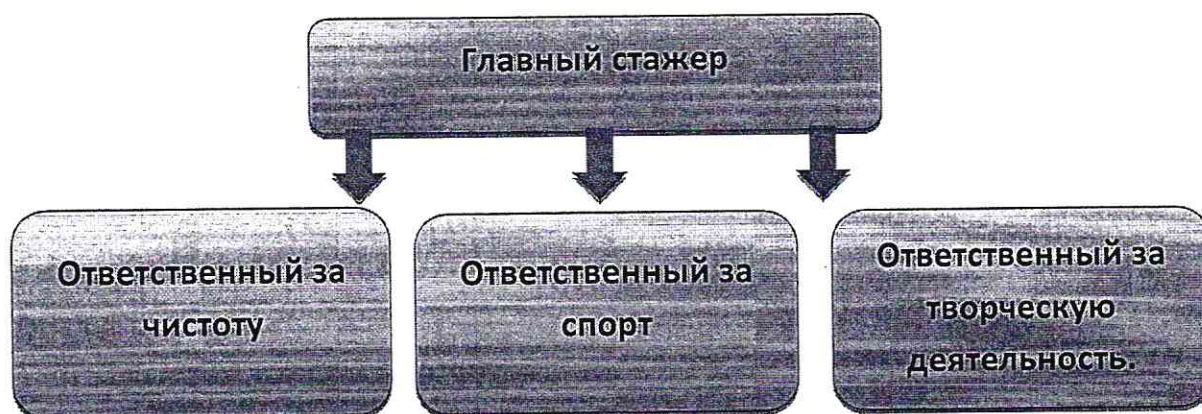 Главный стажер
Ответственный за
чистоту
Ответственный за
спорт
Ответственный за
творческую
деятельность.